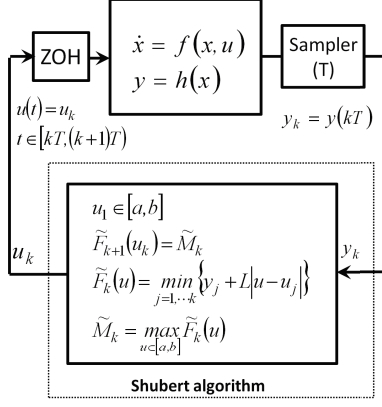 ZOH
ẋ = f(x, u)
y = h(x)
Sampler
(T)
u(t) = u_k
t ∈ [kT, (k+1)T)
y_k = y(kT)
u_1 ∈ [a,b]
F̃_{k+1}(u_k) = M̃_k
F̃_k(u) = min_{j=1,⋯k} {y_j + L|u − u_j|}
M̃_k = max_{u⊂[a,b]} F̃_k(u)
u_k
y_k
Shubert algorithm